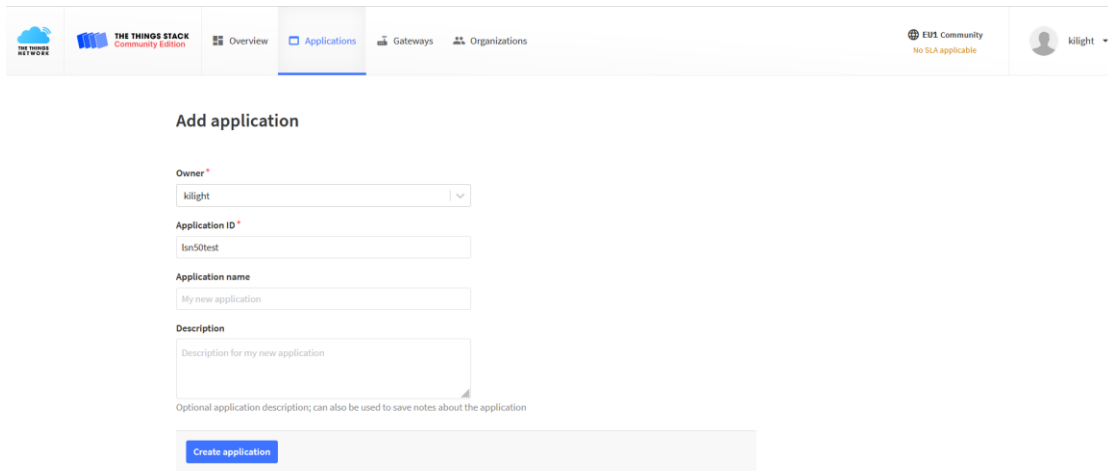 THE THINGS
NETWORK
THE THINGS STACK
Community Edition
Overview
Applications
Gateways
Organizations
EU1 Community
No SLA applicable
kilight
Add application
Owner*
kilight
Application ID*
lsn50test
Application name
My new application
Description
Description for my new application
Optional application description; can also be used to save notes about the application
Create application